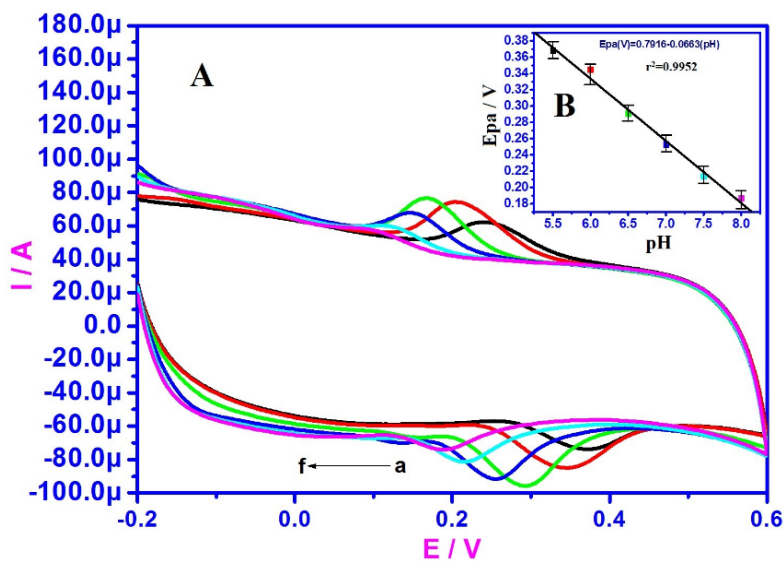 A
180.0µ
160.0µ
140.0µ
120.0µ
100.0µ
80.0µ
60.0µ
40.0µ
20.0µ
0.0
-20.0µ
-40.0µ
-60.0µ
-80.0µ
-100.0µ
I / A
-0.2
0.0
0.2
0.4
0.6
E / V
f a
B
Epa(V)=0.7916-0.0663(pH)
r²=0.9952
0.38
0.36
0.34
0.32
0.30
0.28
0.26
0.24
0.22
0.20
0.18
Epa / V
5.5 6.0 6.5 7.0 7.5 8.0
pH